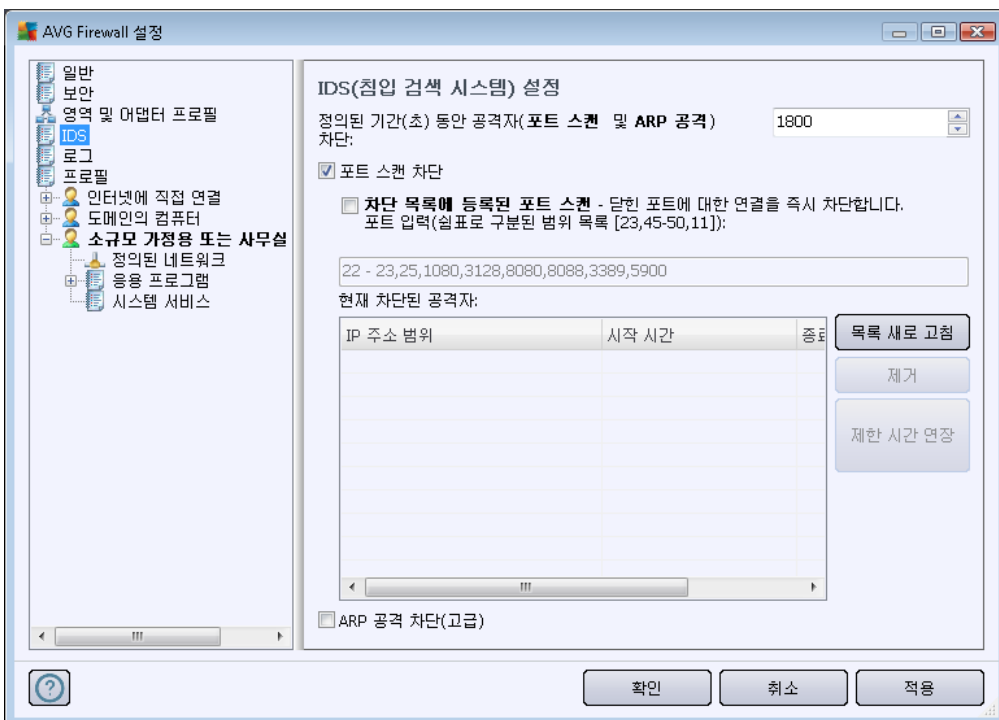 AVG Firewall 설정
일반
보안
영역 및 어댑터 프로필
IDS
로그
프로필
인터넷에 직접 연결
도메인의 컴퓨터
소규모 가정용 또는 사무실
정의된 네트워크
응용 프로그램
시스템 서비스
IDS(침입 검색 시스템) 설정
정의된 기간(초) 동안 공격자(포트 스캔 및 ARP 공격)
차단:
1800
포트 스캔 차단
차단 목록에 등록된 포트 스캔 - 닫힌 포트에 대한 연결을 즉시 차단합니다.
포트 입력(쉼표로 구분된 범위 목록 [23,45-50,11]):
22 - 23,25,1080,3128,8080,8088,3389,5900
현재 차단된 공격자:
IP 주소 범위 시작 시간
목록 새로 고침
제거
제한 시간 연장
ARP 공격 차단(고급)
확인 취소 적용